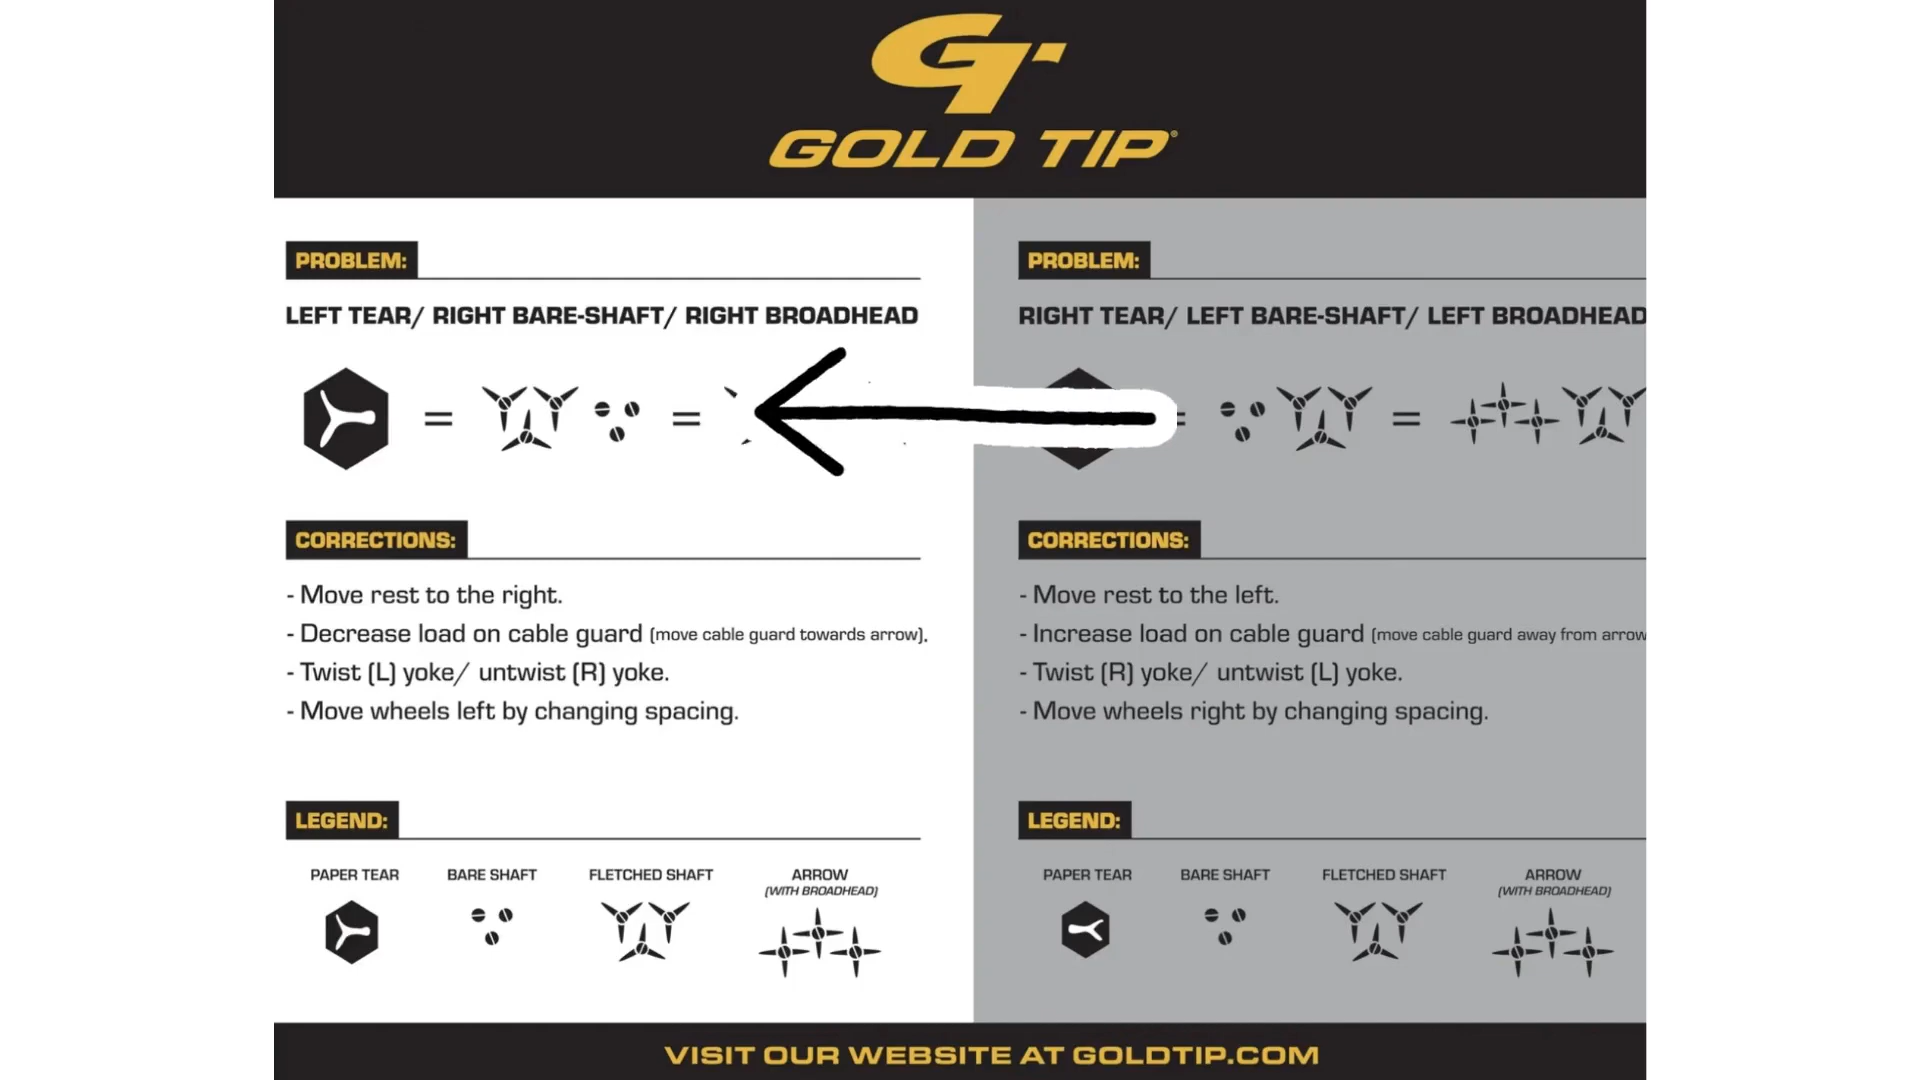 GT
GOLD TIP®
PROBLEM:
LEFT TEAR/ RIGHT BARE-SHAFT/ RIGHT BROADHEAD
= =
CORRECTIONS:
- Move rest to the right.
- Decrease load on cable guard (move cable guard towards arrow).
- Twist (L) yoke/ untwist (R) yoke.
- Move wheels left by changing spacing.
LEGEND:
PAPER TEAR BARE SHAFT FLETCHED SHAFT ARROW
(WITH BROADHEAD)
PROBLEM:
RIGHT TEAR/ LEFT BARE-SHAFT/ LEFT BROADHEAD
= =
CORRECTIONS:
- Move rest to the left.
- Increase load on cable guard (move cable guard away from arrow
- Twist (R) yoke/ untwist (L) yoke.
- Move wheels right by changing spacing.
LEGEND:
PAPER TEAR BARE SHAFT FLETCHED SHAFT ARROW
(WITH BROADHEAD)
VISIT OUR WEBSITE AT GOLDTIP.COM